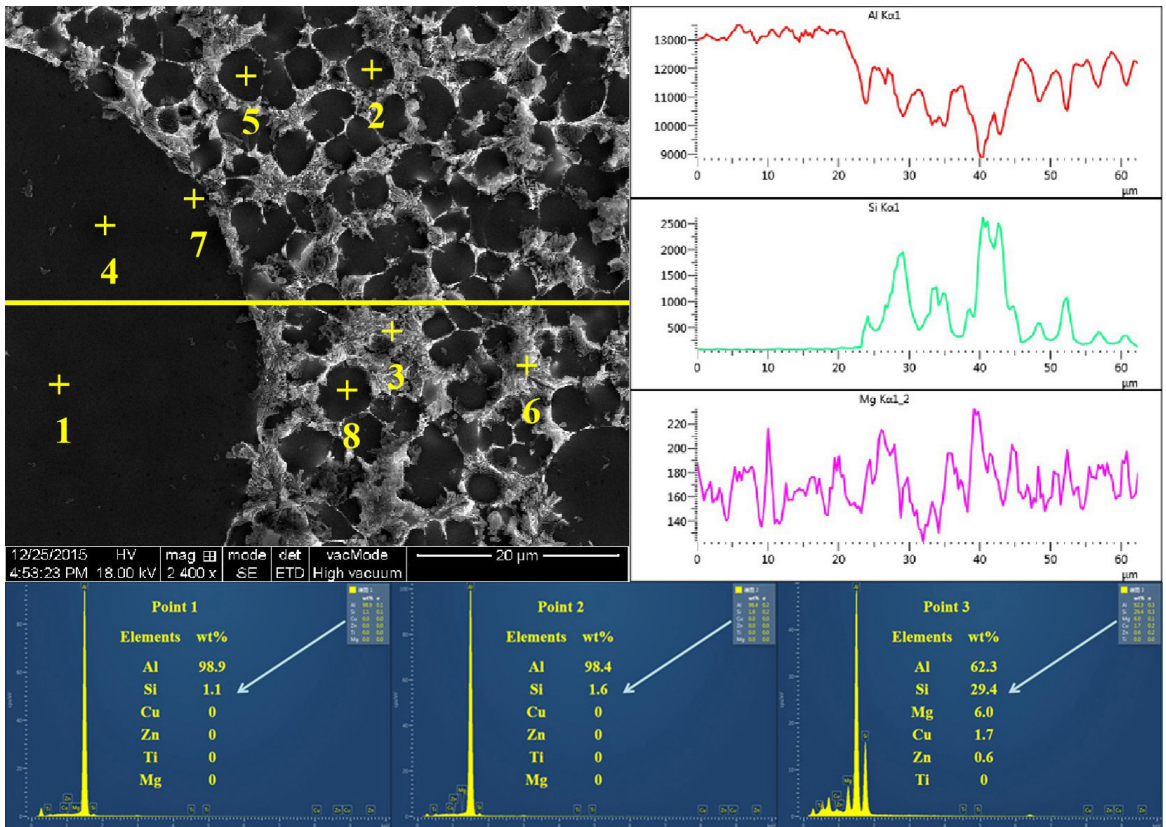 5
2
7
4
3
6
1
8
12/25/2015 HV mag ⊞ mode det vacMode
4:53:23 PM 18.00 kV 2 400 x SE ETD High vacuum
20 µm
Al Kα1
13000
12000
11000
10000
9000
0 10 20 30 40 50 60
µm
Si Kα1
2500
2000
1500
1000
500
0 10 20 30 40 50 60
µm
Mg Kα1_2
220
200
180
160
140
0 10 20 30 40 50 60
µm
Point 1
Elements wt%
Al 98.9
Si 1.1
Cu 0
Zn 0
Ti 0
Mg 0
Point 2
Elements wt%
Al 98.4
Si 1.6
Cu 0
Zn 0
Ti 0
Mg 0
Point 3
Elements wt%
Al 62.3
Si 29.4
Mg 6.0
Cu 1.7
Zn 0.6
Ti 0